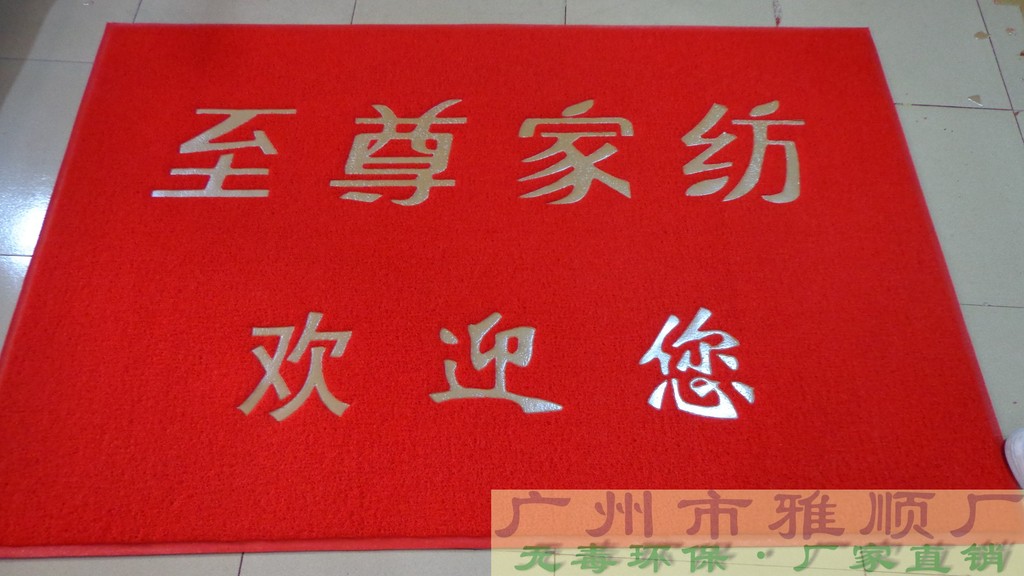 至尊家纺
欢迎您
广州市雅顺厂
无毒环保·厂家直销